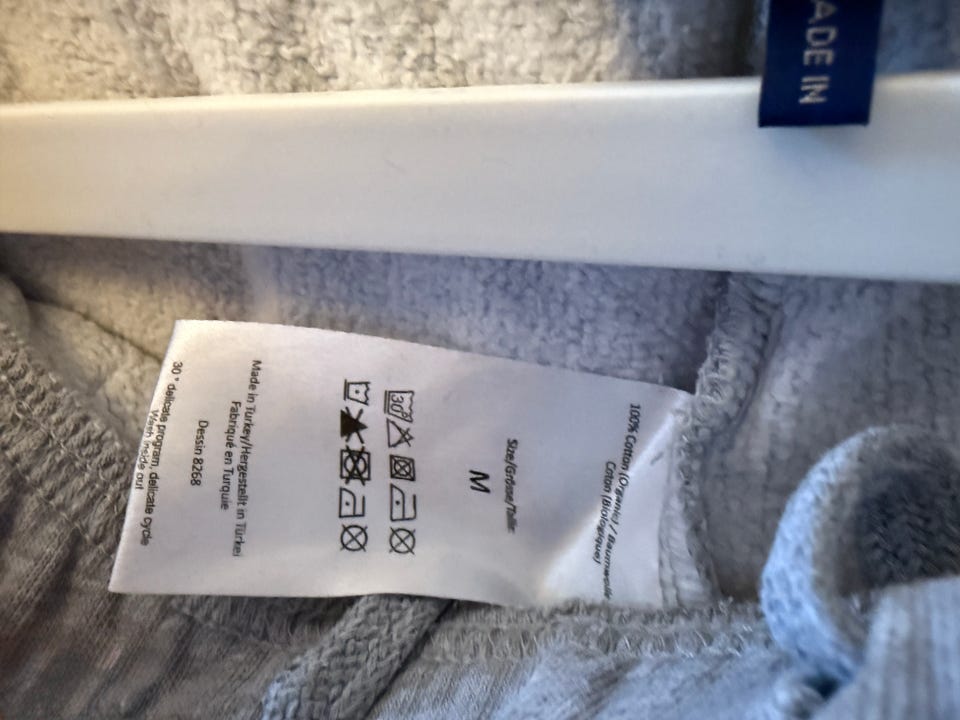 ADE IN
100% Cotton (Organic) / Baumwolle
Coton (Biologique)
Size/Grösse/Taille:
M
30°
Made in Turkey/Hergestellt in Türkei
Fabriqué en Turquie
Dessin 8268
30° delicate program, delicate cycle
Wash inside out